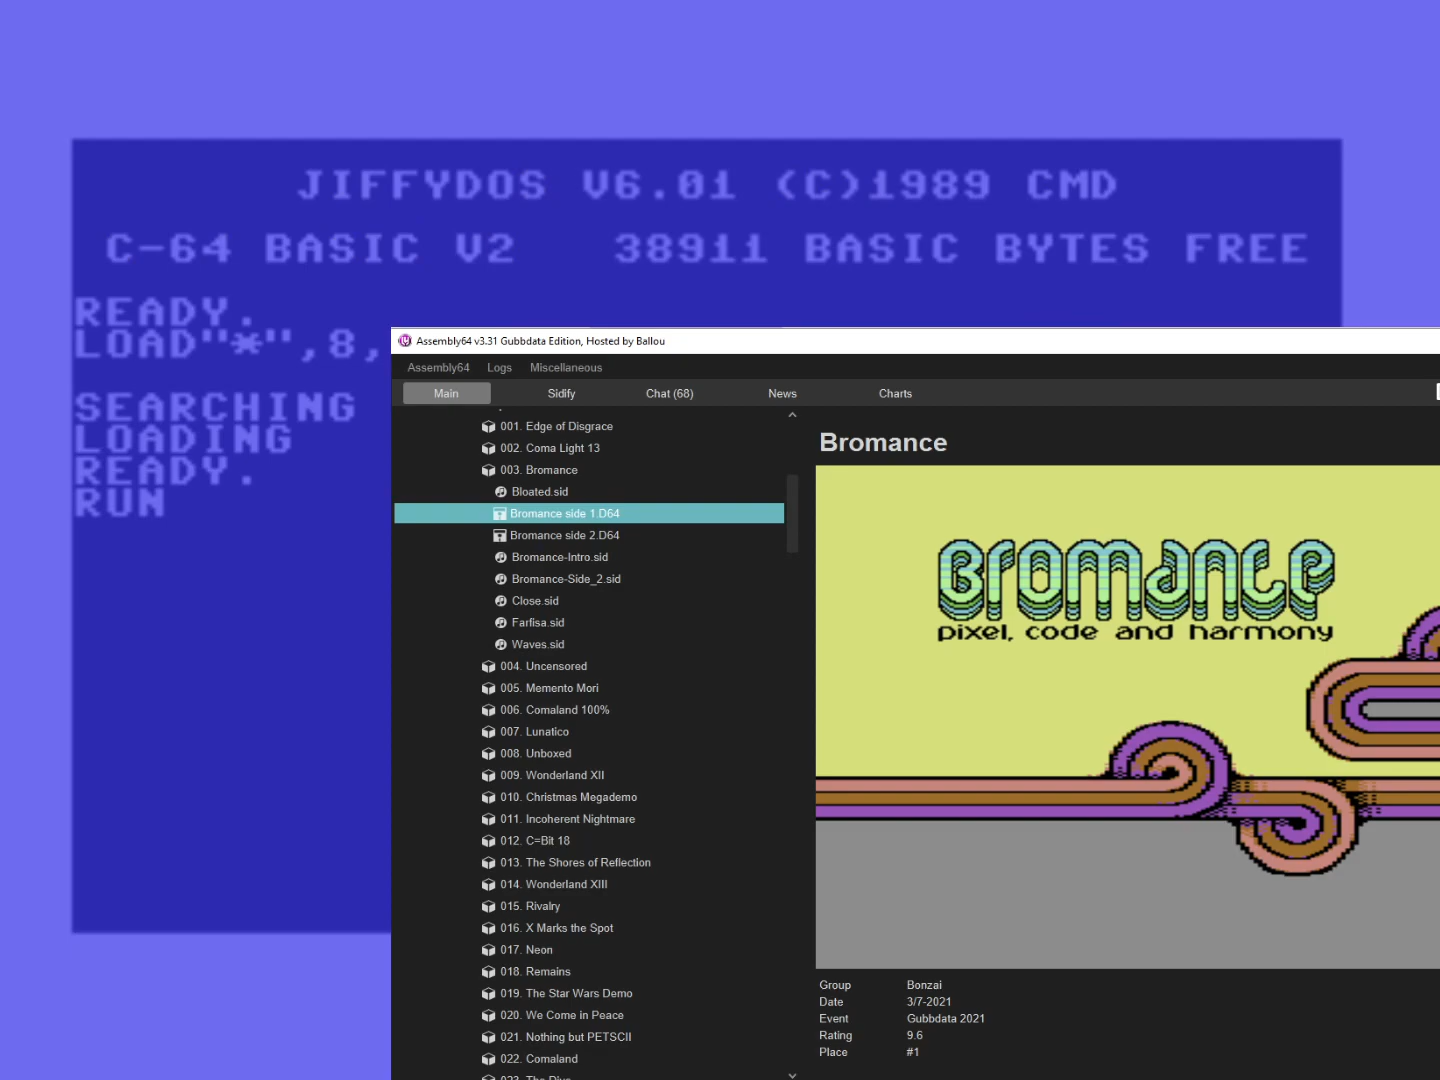 JIFFYDOS V6.01 (C)1989 CMD
C-64 BASIC V2   38911 BASIC BYTES FREE
READY.
LOAD"*",8,
SEARCHING
LOADING
READY.
RUN
Assembly64 v3.31 Gubbdata Edition, Hosted by Ballou
Assembly64 Logs Miscellaneous
Main Sidify Chat (68) News Charts
001. Edge of Disgrace
002. Coma Light 13
003. Bromance
Bloated.sid
Bromance side 1.D64
Bromance side 2.D64
Bromance-Intro.sid
Bromance-Side_2.sid
Close.sid
Farfisa.sid
Waves.sid
004. Uncensored
005. Memento Mori
006. Comaland 100%
007. Lunatico
008. Unboxed
009. Wonderland XII
010. Christmas Megademo
011. Incoherent Nightmare
012. C=Bit 18
013. The Shores of Reflection
014. Wonderland XIII
015. Rivalry
016. X Marks the Spot
017. Neon
018. Remains
019. The Star Wars Demo
020. We Come in Peace
021. Nothing but PETSCII
022. Comaland
Bromance
Bromance
pixel, code and harmony
Group Bonzai
Date 3/7-2021
Event Gubbdata 2021
Rating 9.6
Place #1